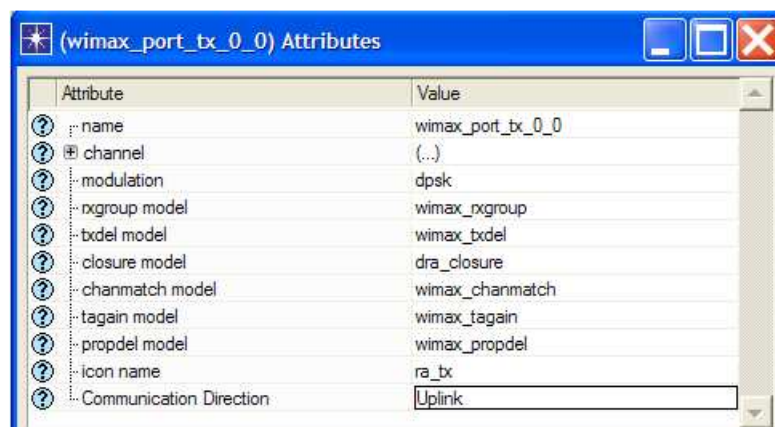 (wimax_port_tx_0_0) Attributes
Attribute Value
name wimax_port_tx_0_0
channel (...)
modulation dpsk
rxgroup model wimax_rxgroup
txdel model wimax_txdel
closure model dra_closure
chanmatch model wimax_chanmatch
tagain model wimax_tagain
propdel model wimax_propdel
icon name ra_tx
Communication Direction Uplink